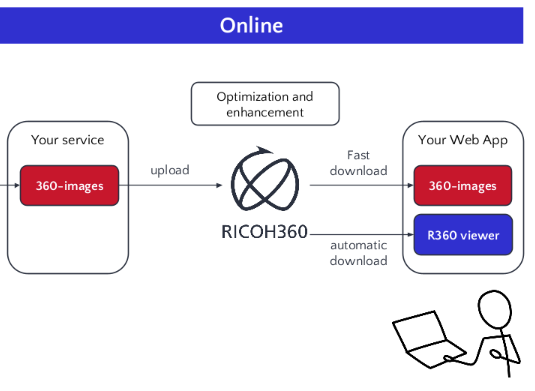 Online
Optimization and
enhancement
Your service
360-images
upload
RICOH360
Fast
download
automatic
download
Your Web App
360-images
R360 viewer